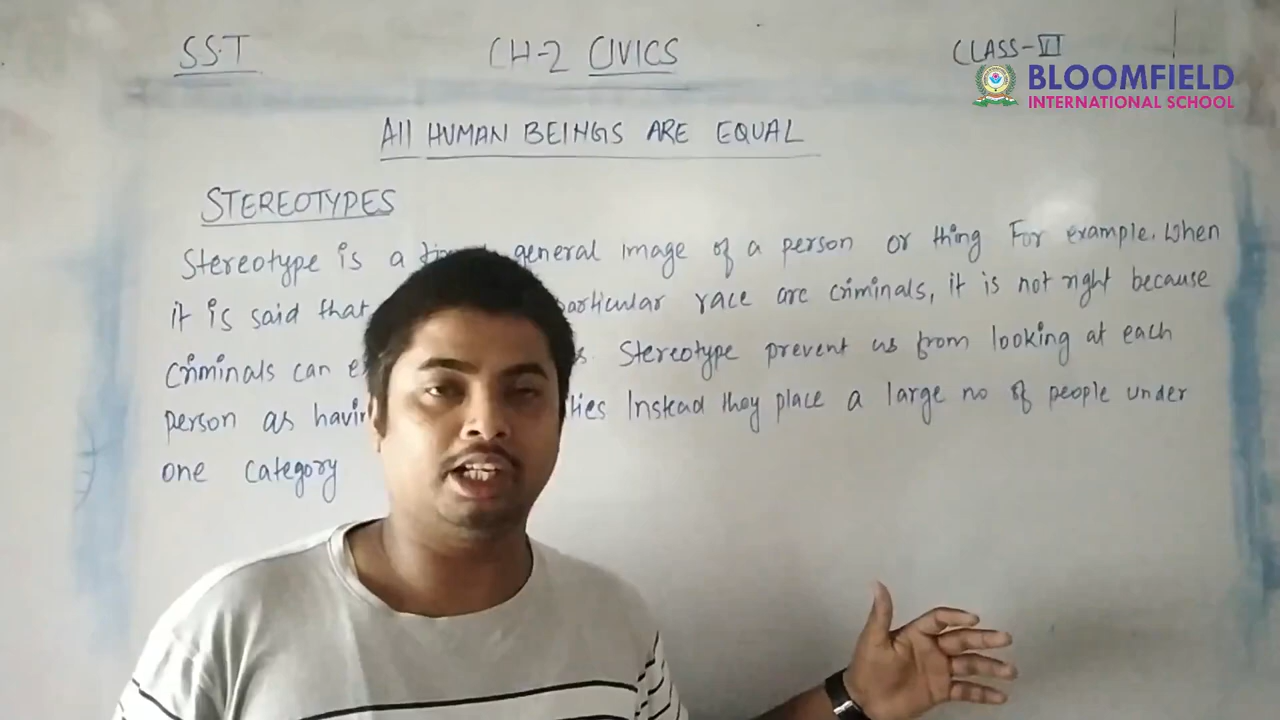 SST
CH-2 CIVICS
CLASS-VI
BLOOMFIELD
INTERNATIONAL SCHOOL
All HUMAN BEINGS ARE EQUAL
STEREOTYPES
Stereotype is a general image of a person or thing For example. When
it is said that particular race are criminals, it is not right because
criminals can Stereotype prevent us from looking at each
person as Instead they place a large no of people under
one category